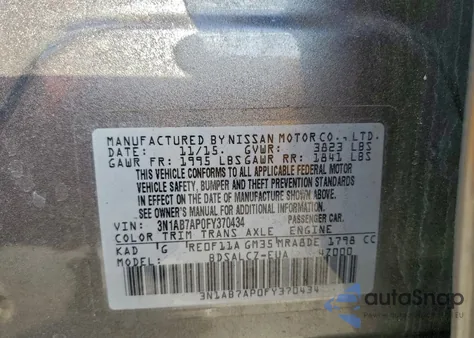 MANUFACTURED BY NISSAN MOTOR CO., LTD.
DATE: 11/15 GVWR: 3823 LBS
GAWR FR: 1995 LBS GAWR RR: 1841 LBS
THIS VEHICLE CONFORMS TO ALL APPLICABLE FEDERAL MOTOR
VEHICLE SAFETY, BUMPER AND THEFT PREVENTION STANDARDS
IN EFFECT ON THE DATE OF MANUFACTURE SHOWN ABOVE.
SEE OWNER'S MANUAL FOR ADDITIONAL INFORMATION.
VIN: 3N1AB7AP0FY370434 PASSENGER CAR.
COLOR TRIM TRANS AXLE ENGINE
KAD G RE0F11A GM35 MRA8DE 1798 CC
MODEL: BDSALCZ-EUA 4Z000
3N1AB7AP0FY370434
autoSnap